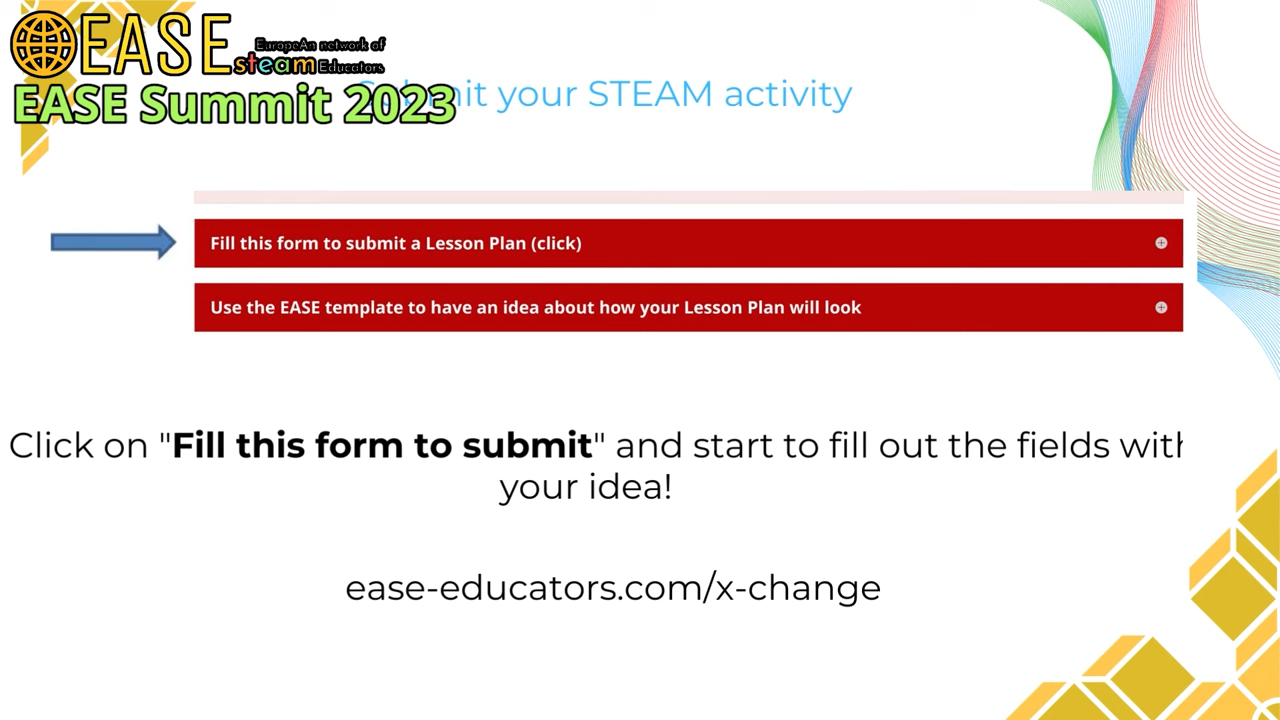 EASE
EuropeAn network of
steam Educators
EASE Summit 2023
Submit your STEAM activity
Fill this form to submit a Lesson Plan (click)
Use the EASE template to have an idea about how your Lesson Plan will look
Click on "Fill this form to submit" and start to fill out the fields with
your idea!
ease-educators.com/x-change